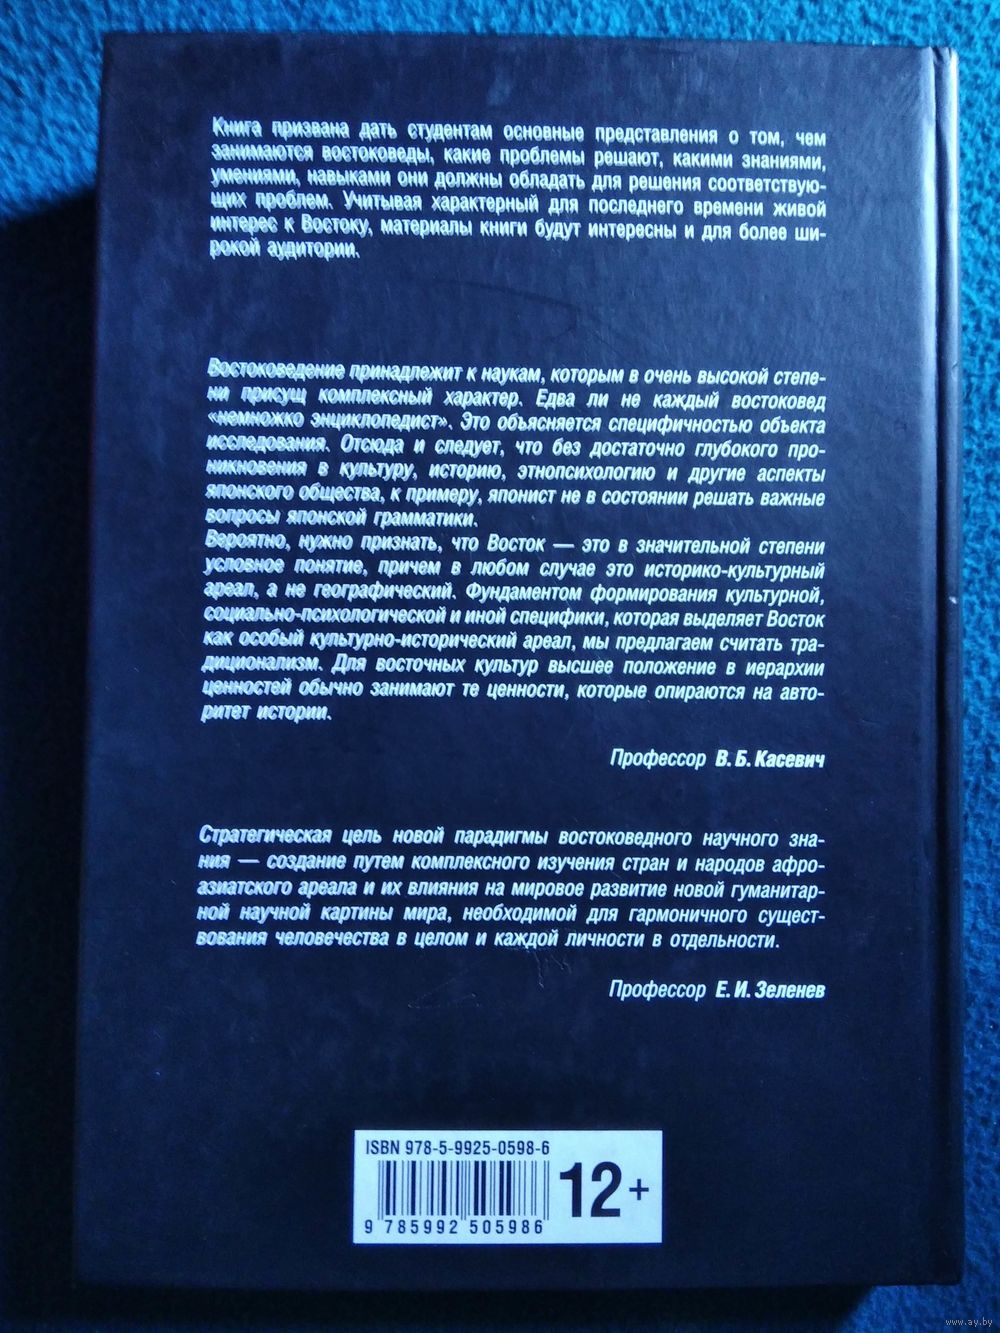 Книга призвана дать студентам основные представления о том, чем
занимаются востоковеды, какие проблемы решают, какими знаниями,
умениями, навыками они должны обладать для решения соответствую-
щих проблем. Учитывая характерный для последнего времени живой
интерес к Востоку, материалы книги будут интересны и для более ши-
рокой аудитории.
Востоковедение принадлежит к наукам, которым в очень высокой степе-
ни присущ комплексный характер. Едва ли не каждый востоковед
«немножко энциклопедист». Это объясняется специфичностью объекта
исследования. Отсюда и следует, что без достаточно глубокого про-
никновения в культуру, историю, этнопсихологию и другие аспекты
японского общества, к примеру, японист не в состоянии решать важные
вопросы японской грамматики.
Вероятно, нужно признать, что Восток — это в значительной степени
условное понятие, причем в любом случае это историко-культурный
ареал, а не географический. Фундаментом формирования культурной,
социально-психологической и иной специфики, которая выделяет Восток
как особый культурно-исторический ареал, мы предлагаем считать тра-
диционализм. Для восточных культур высшее положение в иерархии
ценностей обычно занимают те ценности, которые опираются на авто-
ритет истории.
Профессор В. Б. Касевич
Стратегическая цель новой парадигмы востоковедного научного зна-
ния — создание путем комплексного изучения стран и народов афро-
азиатского ареала и их влияния на мировое развитие новой гуманитар-
ной научной картины мира, необходимой для гармоничного сущест-
вования человечества в целом и каждой личности в отдельности.
Профессор Е. И. Зеленев
ISBN 978-5-9925-0598-6
12+
9 785992 505986
www.ay.by